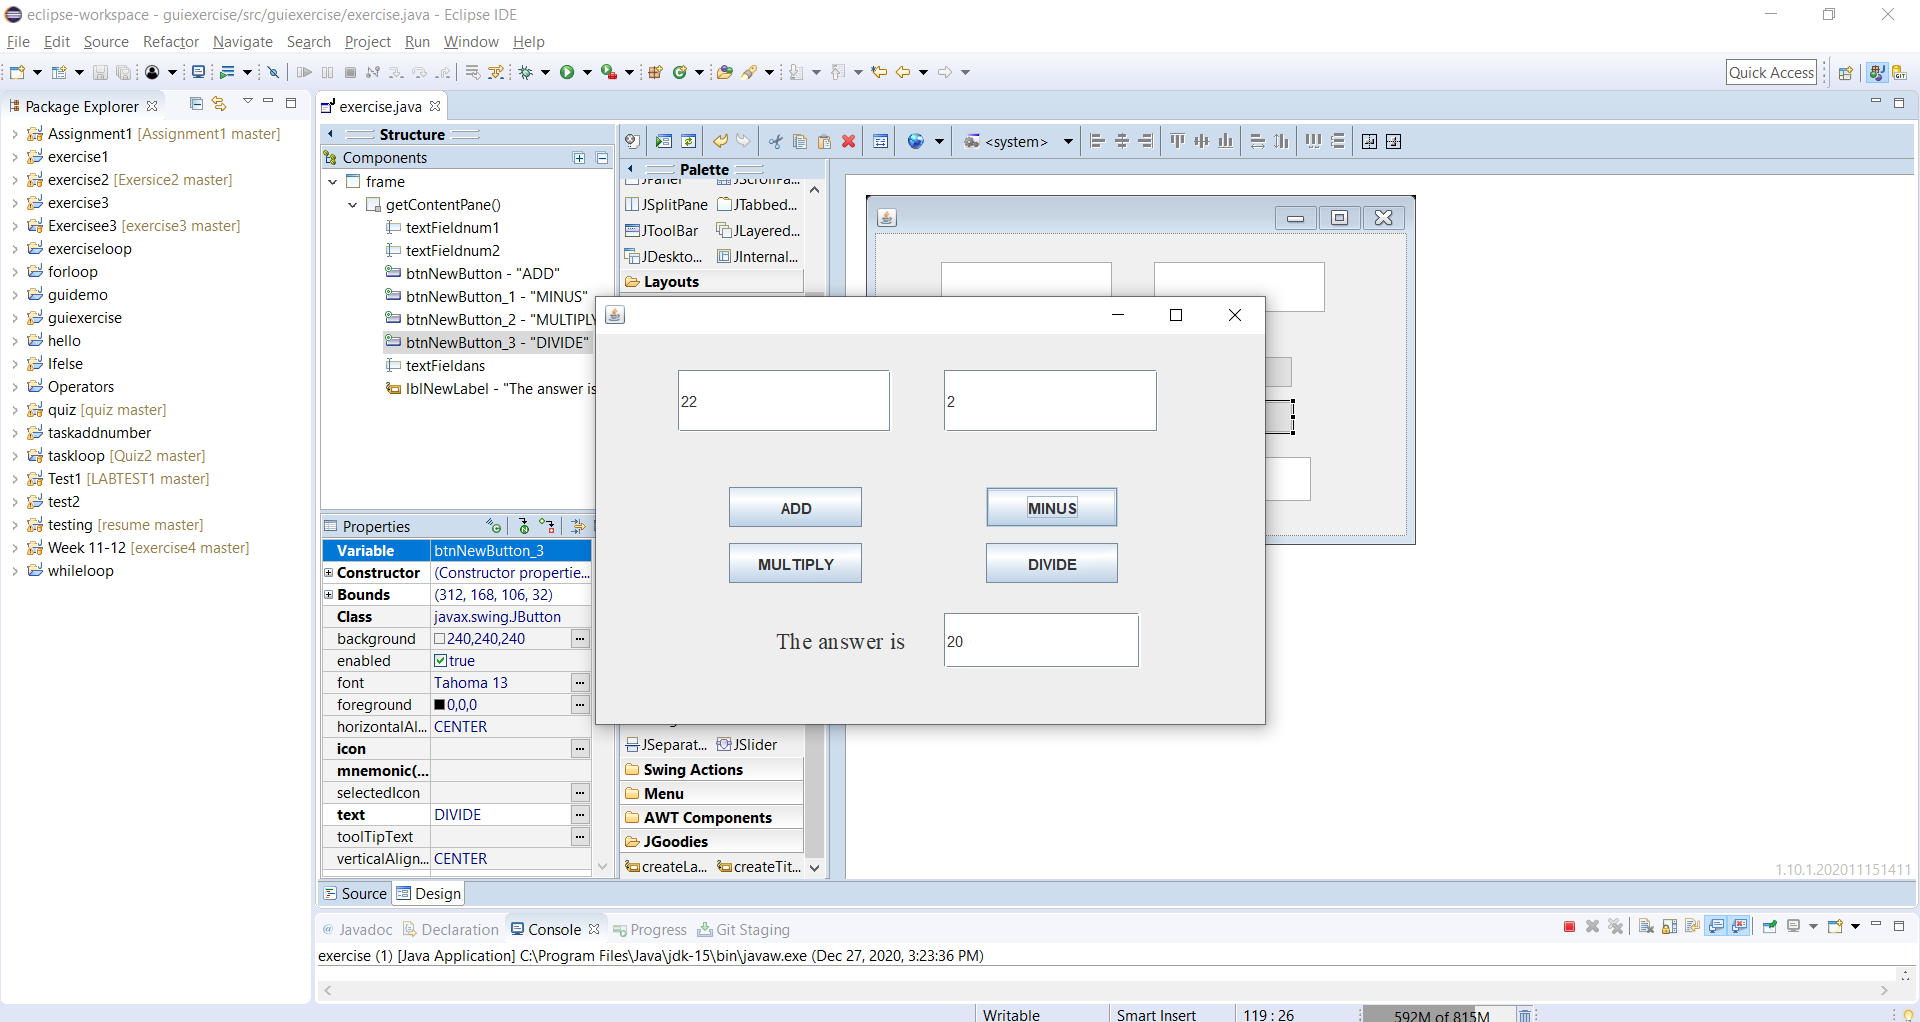 eclipse-workspace - guiexercise/src/guiexercise/exercise.java - Eclipse IDE
File Edit Source Refactor Navigate Search Project Run Window Help
Quick Access
Package Explorer
Assignment1 [Assignment1 master]
exercise1
exercise2 [Exersice2 master]
exercise3
Exercisee3 [exercise3 master]
exerciseloop
forloop
guidemo
guiexercise
hello
Ifelse
Operators
quiz [quiz master]
taskaddnumber
taskloop [Quiz2 master]
Test1 [LABTEST1 master]
test2
testing [resume master]
Week 11-12 [exercise4 master]
whileloop
exercise.java
Structure
Components
frame
getContentPane()
textFieldnum1
textFieldnum2
btnNewButton - "ADD"
btnNewButton_1 - "MINUS"
btnNewButton_2 - "MULTIPLY
btnNewButton_3 - "DIVIDE"
textFieldans
lblNewLabel - "The answer is
Properties
Variable btnNewButton_3
Constructor (Constructor propertie...
Bounds (312, 168, 106, 32)
Class javax.swing.JButton
background 240,240,240
enabled true
font Tahoma 13
foreground 0,0,0
horizontalAl... CENTER
icon
mnemonic(...
selectedIcon
text DIVIDE
toolTipText
verticalAlign... CENTER
Source Design
<system>
Palette
JPanel JScrollPa...
JSplitPane JTabbed...
JToolBar JLayered...
JDeskto... JInternal...
Layouts
JSeparat... JSlider
Swing Actions
Menu
AWT Components
JGoodies
createLa... createTit...
22
2
ADD
MINUS
MULTIPLY
DIVIDE
The answer is
20
1.10.1.202011151411
Javadoc Declaration Console Progress Git Staging
exercise (1) [Java Application] C:\Program Files\Java\jdk-15\bin\javaw.exe (Dec 27, 2020, 3:23:36 PM)
Writable
Smart Insert
119 : 26
592M of 815M